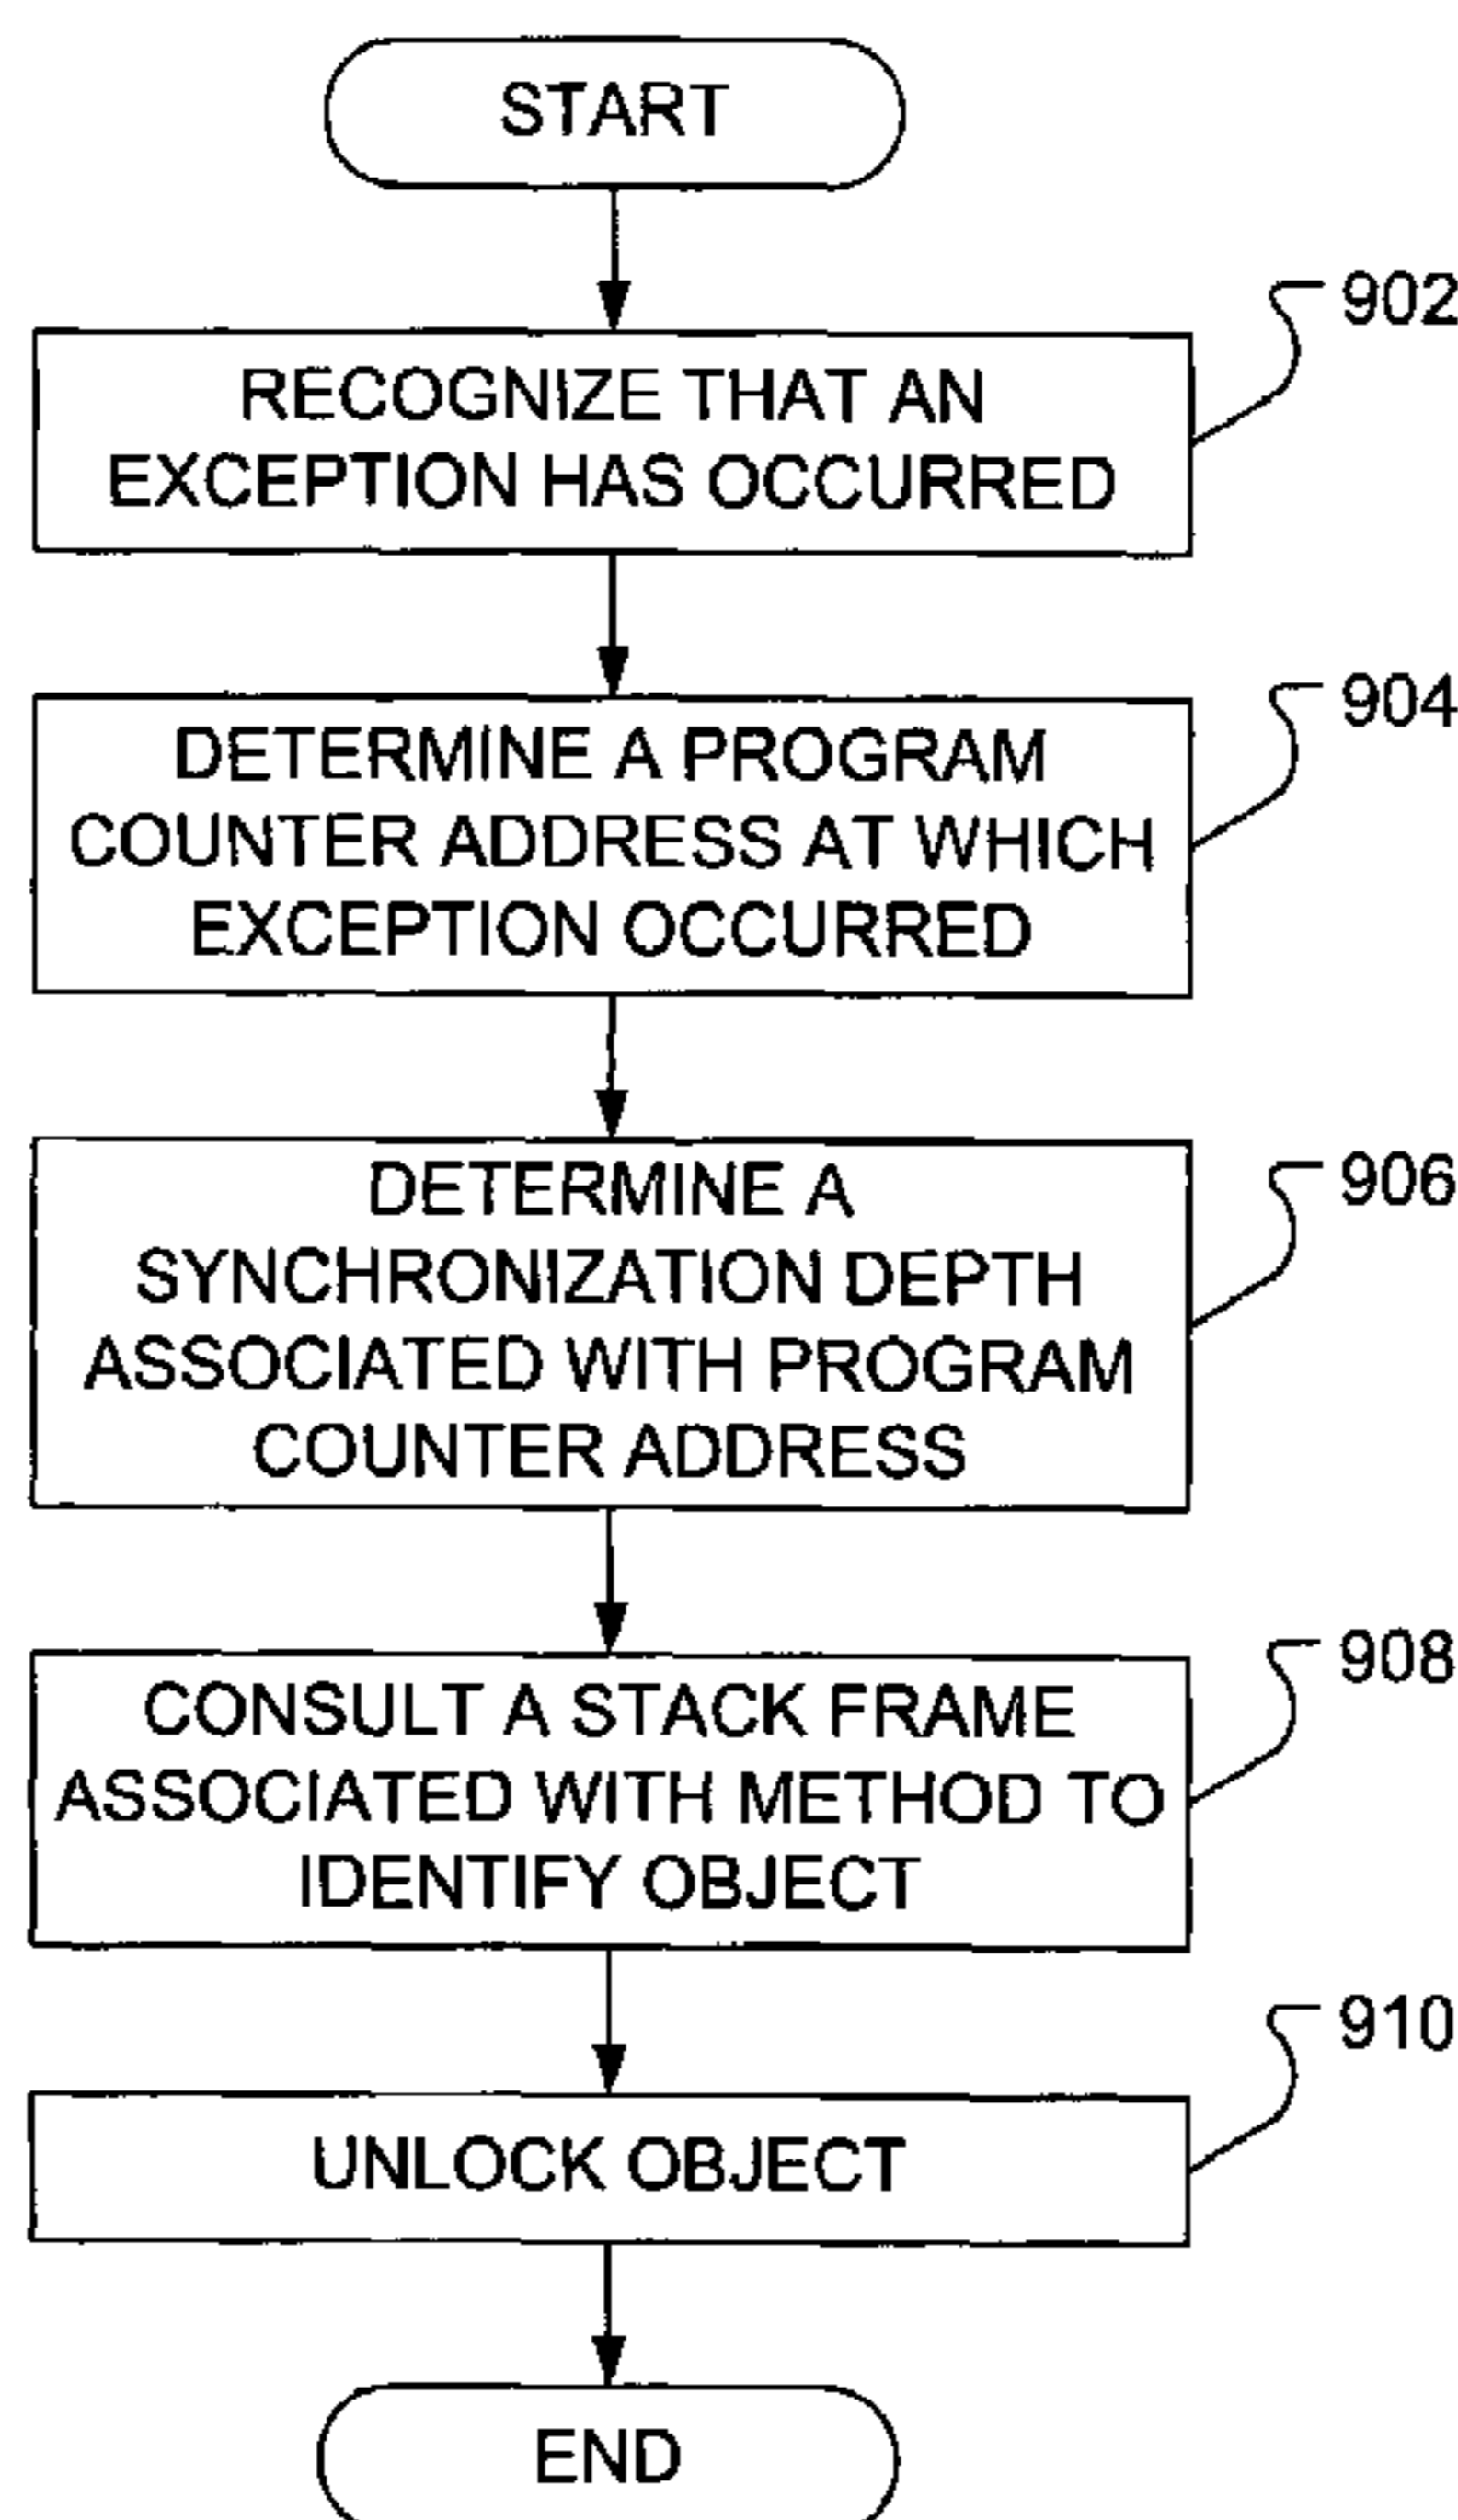 START
902
RECOGNIZE THAT AN
EXCEPTION HAS OCCURRED
904
DETERMINE A PROGRAM
COUNTER ADDRESS AT WHICH
EXCEPTION OCCURRED
906
DETERMINE A
SYNCHRONIZATION DEPTH
ASSOCIATED WITH PROGRAM
COUNTER ADDRESS
908
CONSULT A STACK FRAME
ASSOCIATED WITH METHOD TO
IDENTIFY OBJECT
910
UNLOCK OBJECT
END